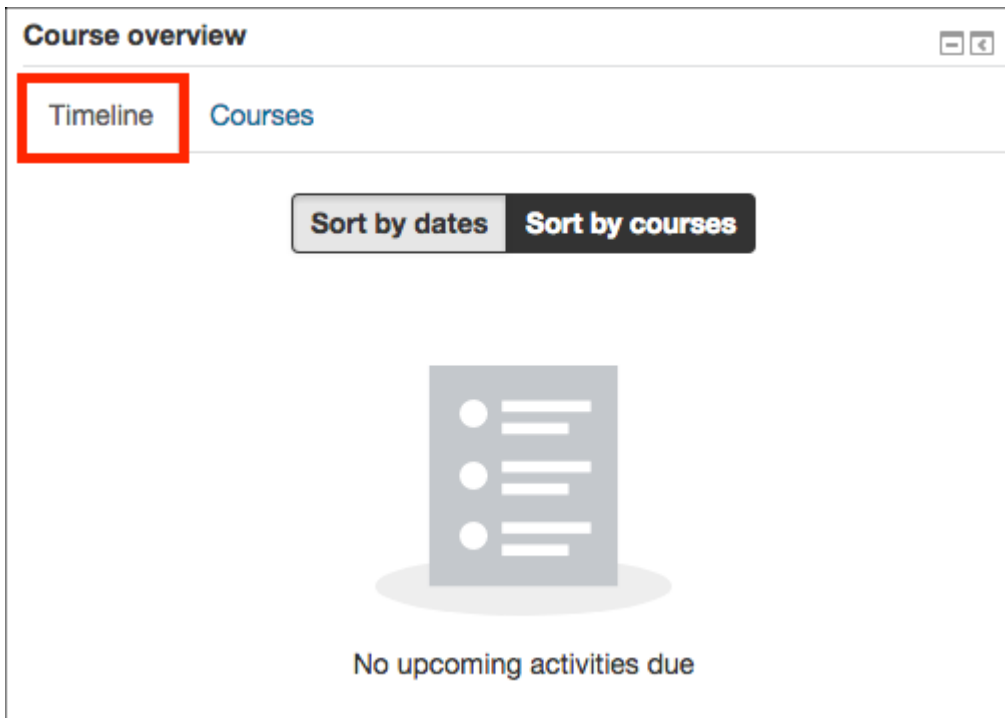 Course overview
Timeline Courses
Sort by dates Sort by courses
No upcoming activities due